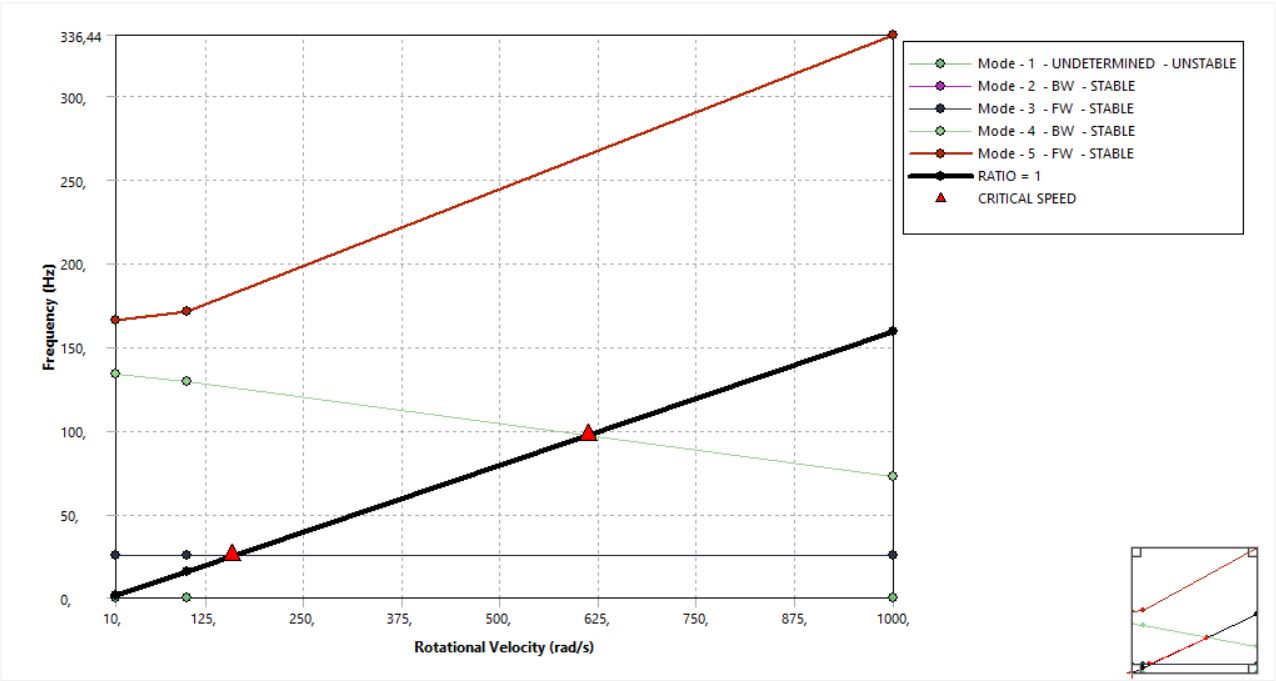 336,44
300,
250,
200,
150,
100,
50,
0,
Frequency (Hz)
10,
125,
250,
375,
500,
625,
750,
875,
1000,
Rotational Velocity (rad/s)
Mode - 1 - UNDETERMINED - UNSTABLE
Mode - 2 - BW - STABLE
Mode - 3 - FW - STABLE
Mode - 4 - BW - STABLE
Mode - 5 - FW - STABLE
RATIO = 1
CRITICAL SPEED